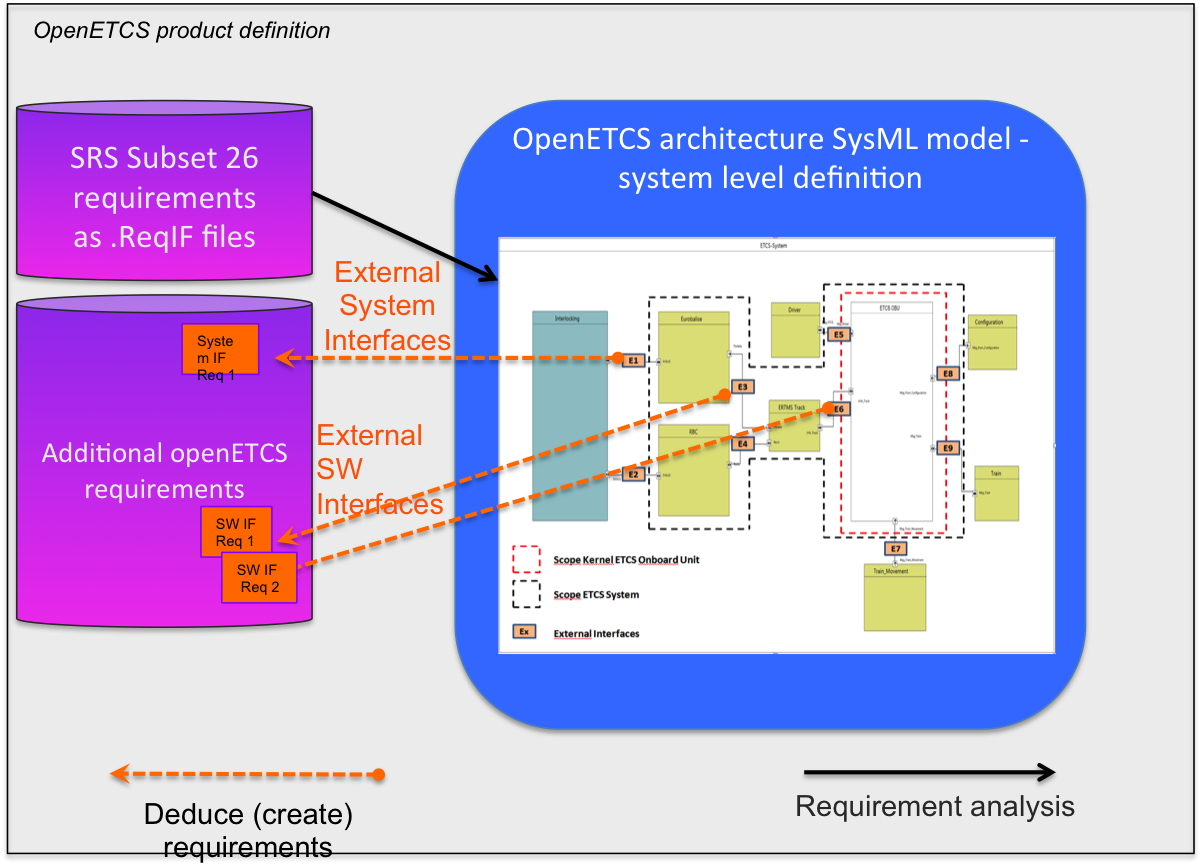 OpenETCS product definition
SRS Subset 26
requirements
as .ReqIF files
OpenETCS architecture SysML model -
system level definition
External
System
Interfaces
Syste
m IF
Req 1
Additional openETCS
requirements
External
SW
Interfaces
SW IF
Req 1
SW IF
Req 2
ETCS-System
Interlocking
Eurobalise
Driver
ETCS OBU
Configuration
E1
E3
E5
E8
ERTMS Track
E6
RBC
E4
E2
E9
Train
E7
Train_Movement
Scope Kernel ETCS Onboard Unit
Scope ETCS System
Ex
External Interfaces
Deduce (create)
requirements
Requirement analysis